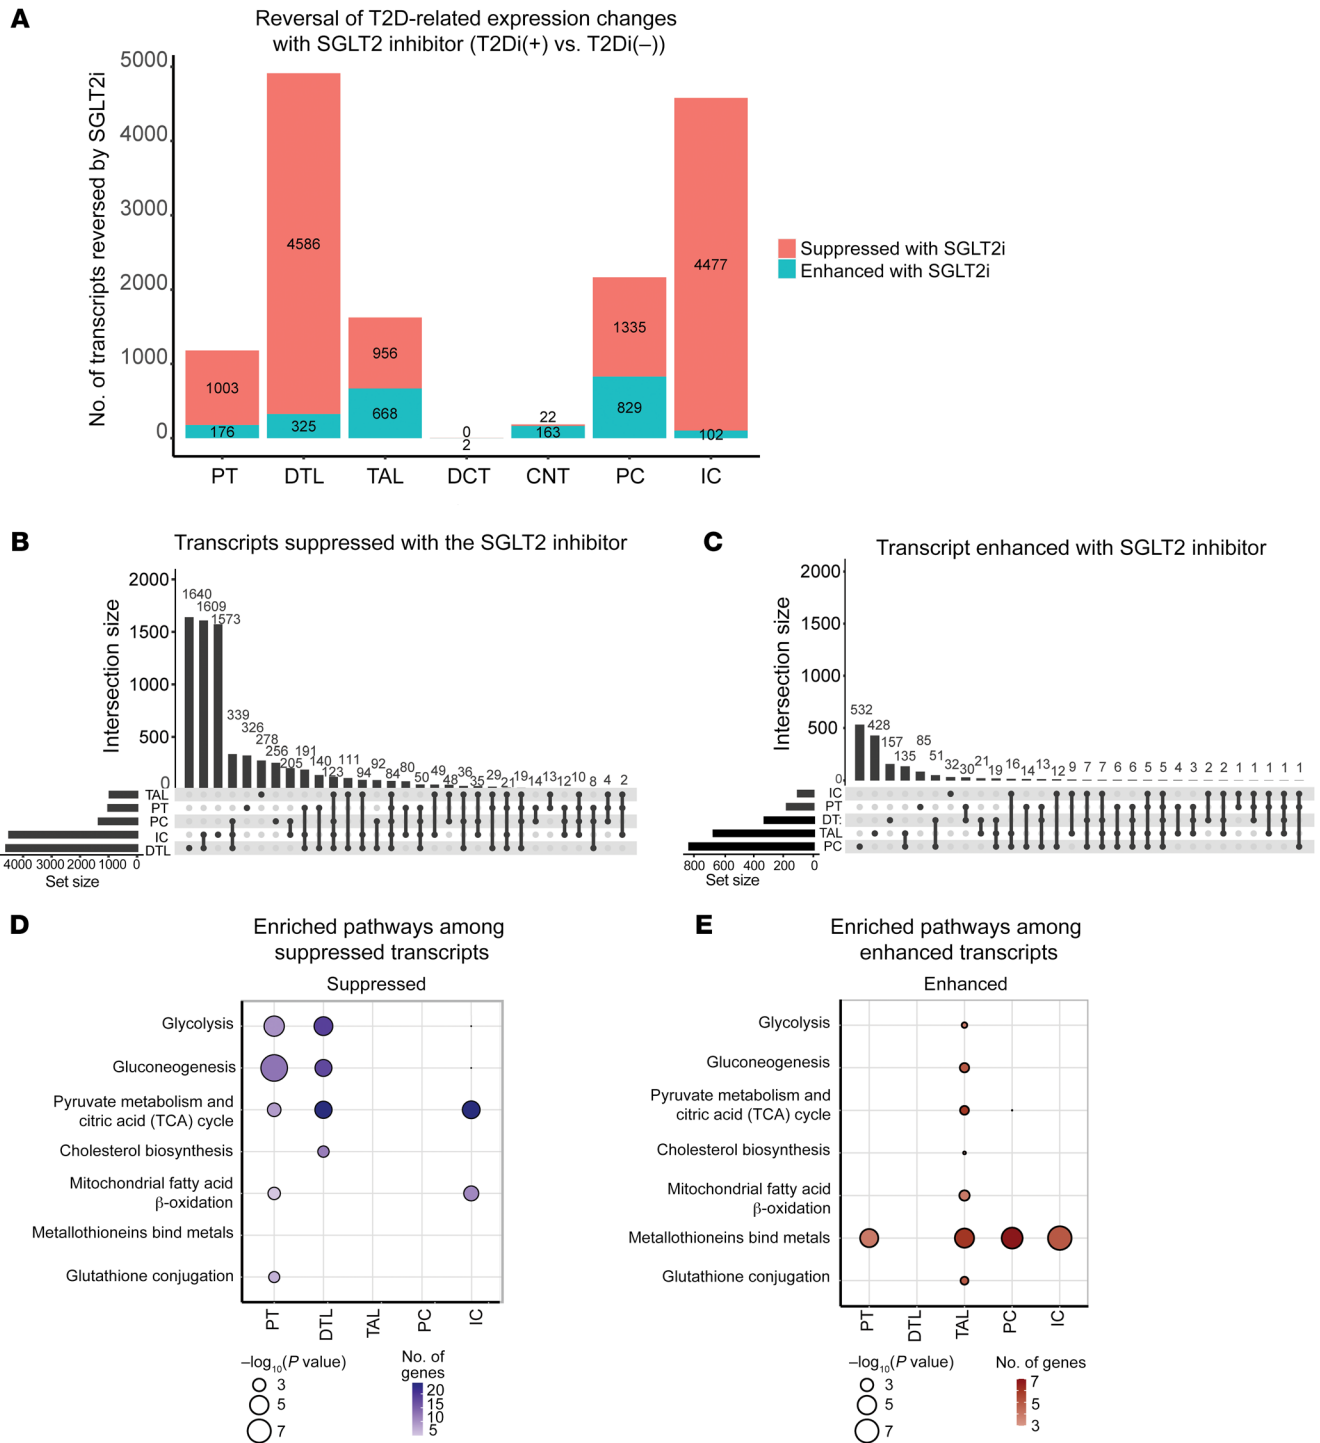 A
Reversal of T2D-related expression changes
with SGLT2 inhibitor (T2Di(+) vs. T2Di(–))
No. of transcripts reversed by SGLT2i
5000
4000
3000
2000
1000
0
1003
176
4586
325
956
668
0
2
22
163
1335
829
4477
102
PT DTL TAL DCT CNT PC IC
Suppressed with SGLT2i
Enhanced with SGLT2i
B
Transcripts suppressed with the SGLT2 inhibitor
Intersection size
2000
1500
1000
500
0
1640 1609 1573 339 326 278 256 205 191 140 123 111 94 92 84 80 50 49 48 36 35 29 21 19 14 13 12 10 8 4 2
TAL
PT
PC
IC
DTL
4000 3000 2000 1000 0
Set size
C
Transcript enhanced with SGLT2 inhibitor
Intersection size
2000
1500
1000
500
0
532 428 157 135 85 51 32 30 21 19 16 14 13 12 9 7 7 6 6 5 5 4 3 2 2 1 1 1 1 1
IC
PT
DT:
TAL
PC
800 600 400 200 0
Set size
D
Enriched pathways among
suppressed transcripts
Suppressed
Glycolysis
Gluconeogenesis
Pyruvate metabolism and
citric acid (TCA) cycle
Cholesterol biosynthesis
Mitochondrial fatty acid
β-oxidation
Metallothioneins bind metals
Glutathione conjugation
PT DTL TAL PC IC
–log10(P value)
3
5
7
No. of
genes
20
15
10
5
E
Enriched pathways among
enhanced transcripts
Enhanced
Glycolysis
Gluconeogenesis
Pyruvate metabolism and
citric acid (TCA) cycle
Cholesterol biosynthesis
Mitochondrial fatty acid
β-oxidation
Metallothioneins bind metals
Glutathione conjugation
PT DTL TAL PC IC
–log10(P value)
3
5
7
No. of genes
7
5
3